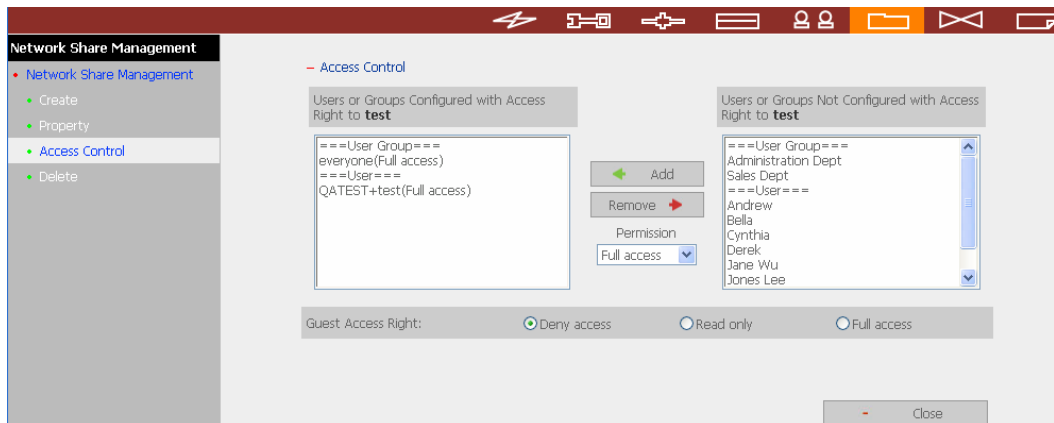 Network Share Management
Network Share Management
Create
Property
Access Control
Delete
– Access Control
Users or Groups Configured with Access
Right to test
===User Group===
everyone(Full access)
===User===
QATEST+test(Full access)
Add
Remove
Permission
Full access
Users or Groups Not Configured with Access
Right to test
===User Group===
Administration Dept
Sales Dept
===User===
Andrew
Bella
Cynthia
Derek
Jane Wu
Jones Lee
Guest Access Right:
Deny access
Read only
Full access
- Close